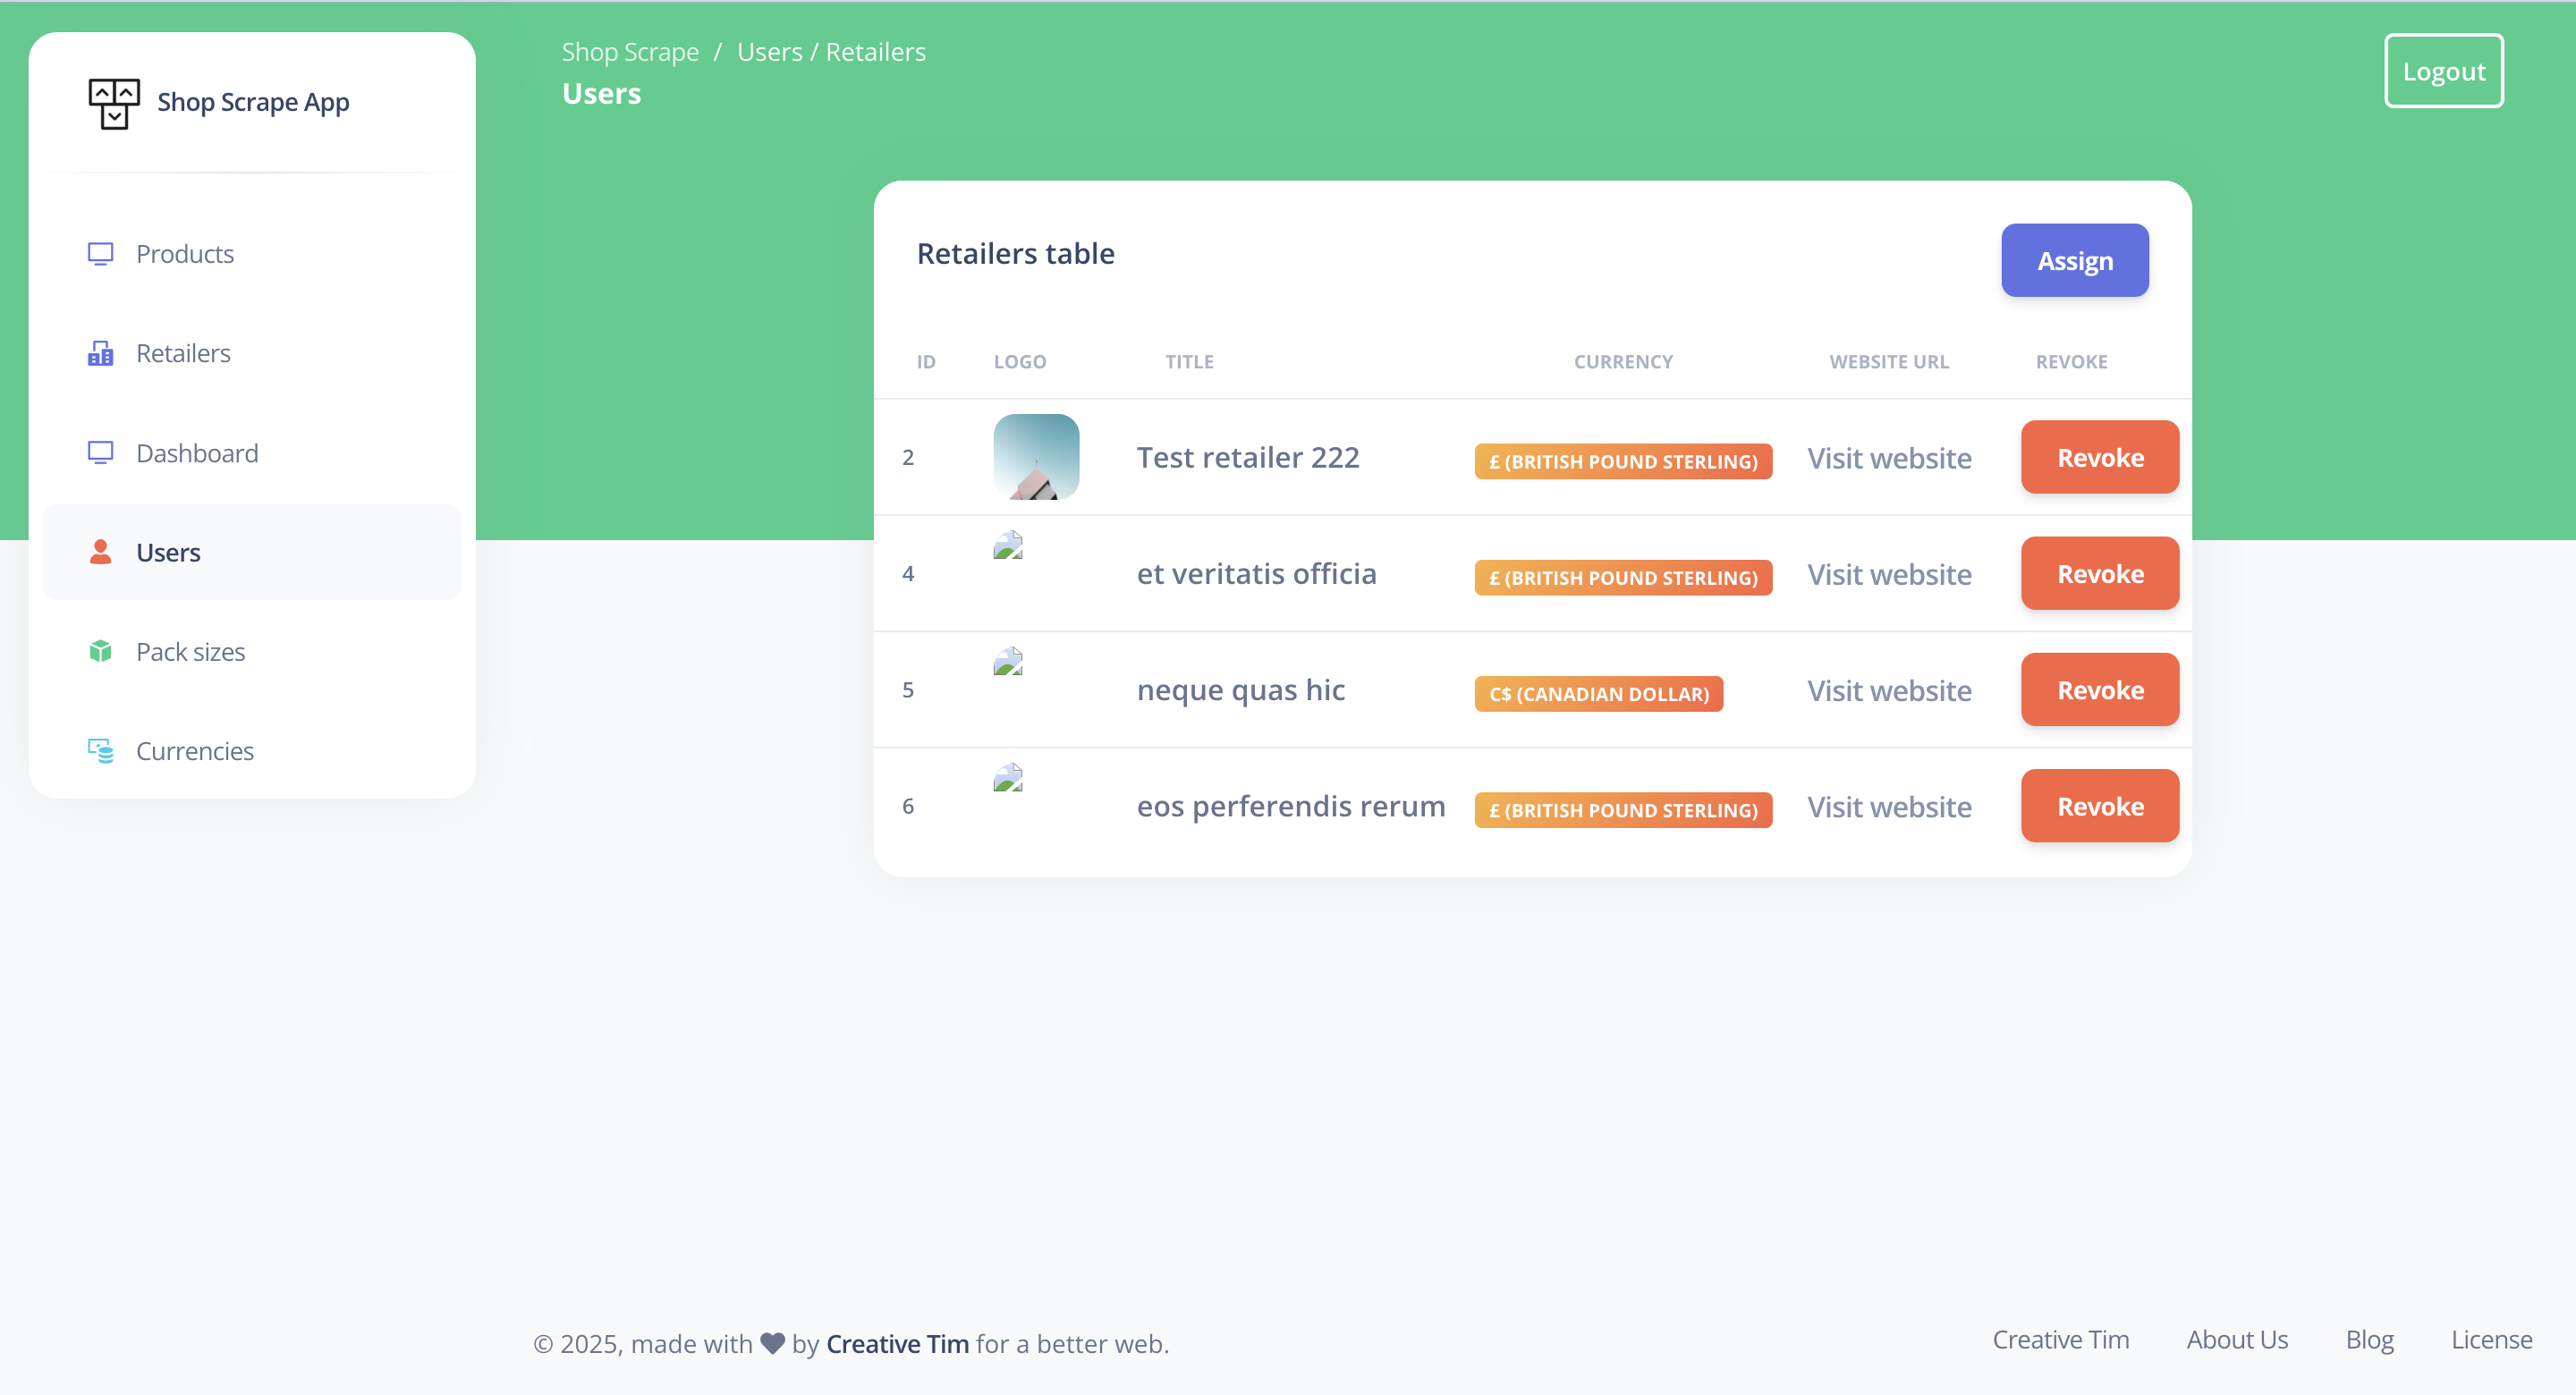 Shop Scrape App
Products
Retailers
Dashboard
Users
Pack sizes
Currencies
Shop Scrape / Users / Retailers
Users
Logout
Retailers table
Assign
ID LOGO TITLE CURRENCY WEBSITE URL REVOKE
2 Test retailer 222 £ (BRITISH POUND STERLING) Visit website Revoke
4 et veritatis officia £ (BRITISH POUND STERLING) Visit website Revoke
5 neque quas hic C$ (CANADIAN DOLLAR) Visit website Revoke
6 eos perferendis rerum £ (BRITISH POUND STERLING) Visit website Revoke
© 2025, made with by Creative Tim for a better web.
Creative Tim About Us Blog License